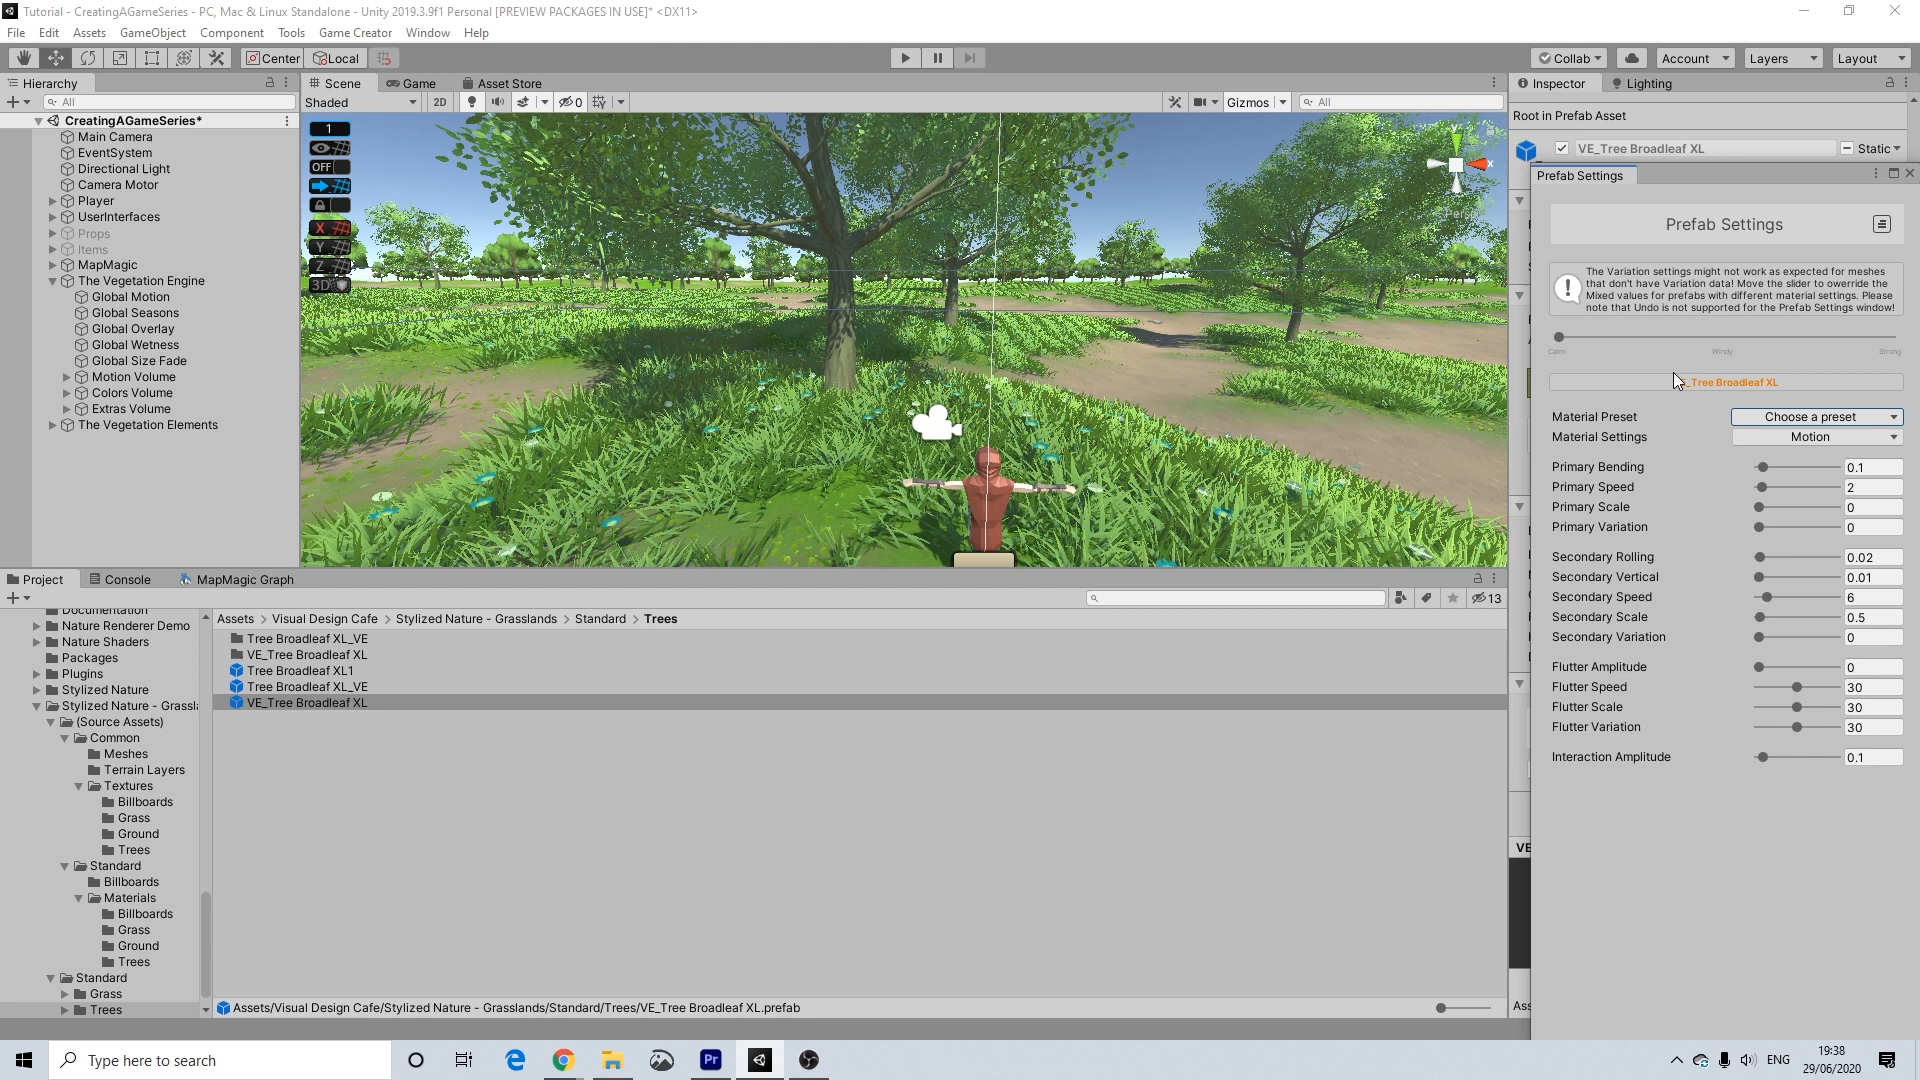 Tutorial - CreatingAGameSeries - PC, Mac & Linux Standalone - Unity 2019.3.9f1 Personal [PREVIEW PACKAGES IN USE]* <DX11>
File Edit Assets GameObject Component Tools Game Creator Window Help
Center Local Collab Account Layers Layout
Hierarchy Scene Game Asset Store Inspector Lighting
All Shaded 2D 0 Gizmos All
Root in Prefab Asset
VE_Tree Broadleaf XL Static
CreatingAGameSeries*
Main Camera
EventSystem
Directional Light
Camera Motor
Player
UserInterfaces
Props
Items
MapMagic
The Vegetation Engine
Global Motion
Global Seasons
Global Overlay
Global Wetness
Global Size Fade
Motion Volume
Colors Volume
Extras Volume
The Vegetation Elements
1
OFF
X
Y
Z
3D
y
x
Persp
Prefab Settings
Prefab Settings
The Variation settings might not work as expected for meshes
that don't have Variation data! Move the slider to owerride the
Mixed values for prefabs with different material settings. Please
note that Undo is not supported for the Prefab Settings window!
Calm Windy Strong
_Tree Broadleaf XL
Material Preset Choose a preset
Material Settings Motion
Primary Bending 0.1
Primary Speed 2
Primary Scale 0
Primary Variation 0
Secondary Rolling 0.02
Secondary Vertical 0.01
Secondary Speed 6
Secondary Scale 0.5
Secondary Variation 0
Flutter Amplitude 0
Flutter Speed 30
Flutter Scale 30
Flutter Variation 30
Interaction Amplitude 0.1
VE
Ass
Project Console MapMagic Graph
13
Documentation
Nature Renderer Demo
Nature Shaders
Packages
Plugins
Stylized Nature
Stylized Nature - Grassl
(Source Assets)
Common
Meshes
Terrain Layers
Textures
Billboards
Grass
Ground
Trees
Standard
Billboards
Materials
Billboards
Grass
Ground
Trees
Standard
Grass
Trees
Assets > Visual Design Cafe > Stylized Nature - Grasslands > Standard > Trees
Tree Broadleaf XL_VE
VE_Tree Broadleaf XL
Tree Broadleaf XL1
Tree Broadleaf XL_VE
VE_Tree Broadleaf XL
Assets/Visual Design Cafe/Stylized Nature - Grasslands/Standard/Trees/VE_Tree Broadleaf XL.prefab
Type here to search
Pr
ENG
19:38
29/06/2020